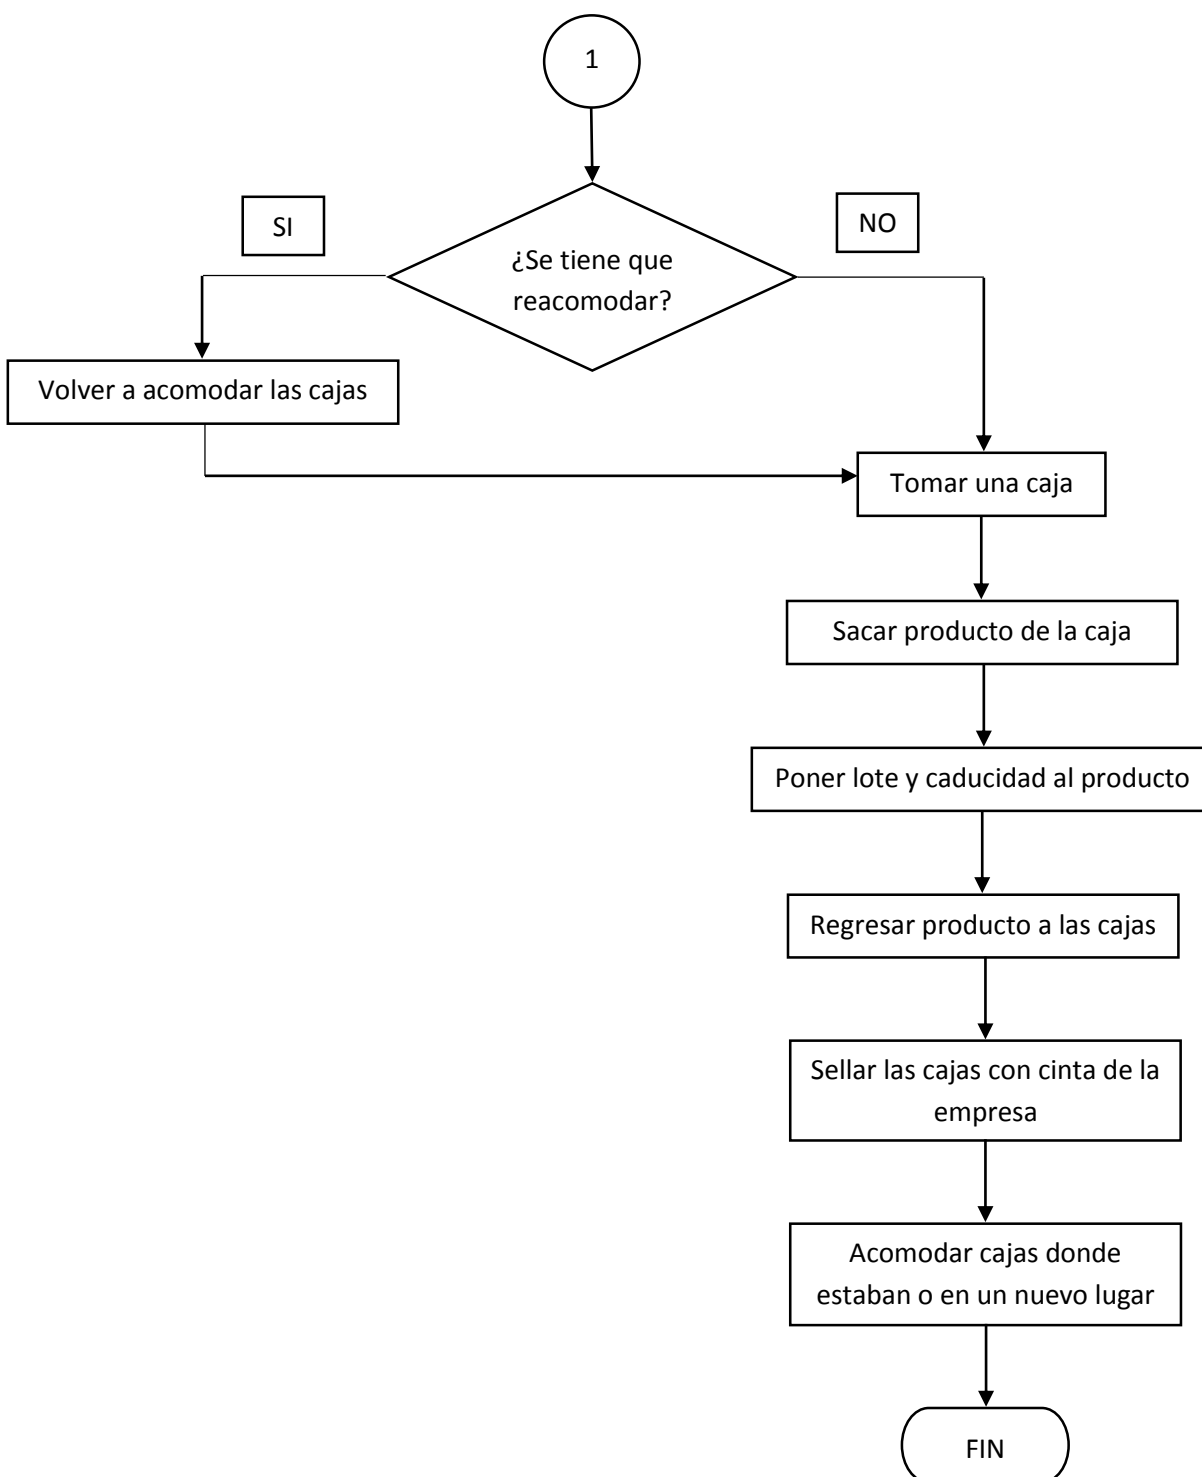 1
SI
NO
¿Se tiene que
reacomodar?
Volver a acomodar las cajas
Tomar una caja
Sacar producto de la caja
Poner lote y caducidad al producto
Regresar producto a las cajas
Sellar las cajas con cinta de la
empresa
Acomodar cajas donde
estaban o en un nuevo lugar
FIN